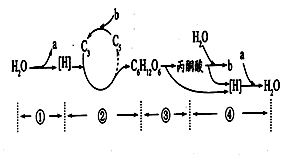 b
a
C₃ C₅
H₂O
H₂O [H] C₆H₁₂O₆ 丙酮酸 b a
[H] H₂O
① ② ③ ④